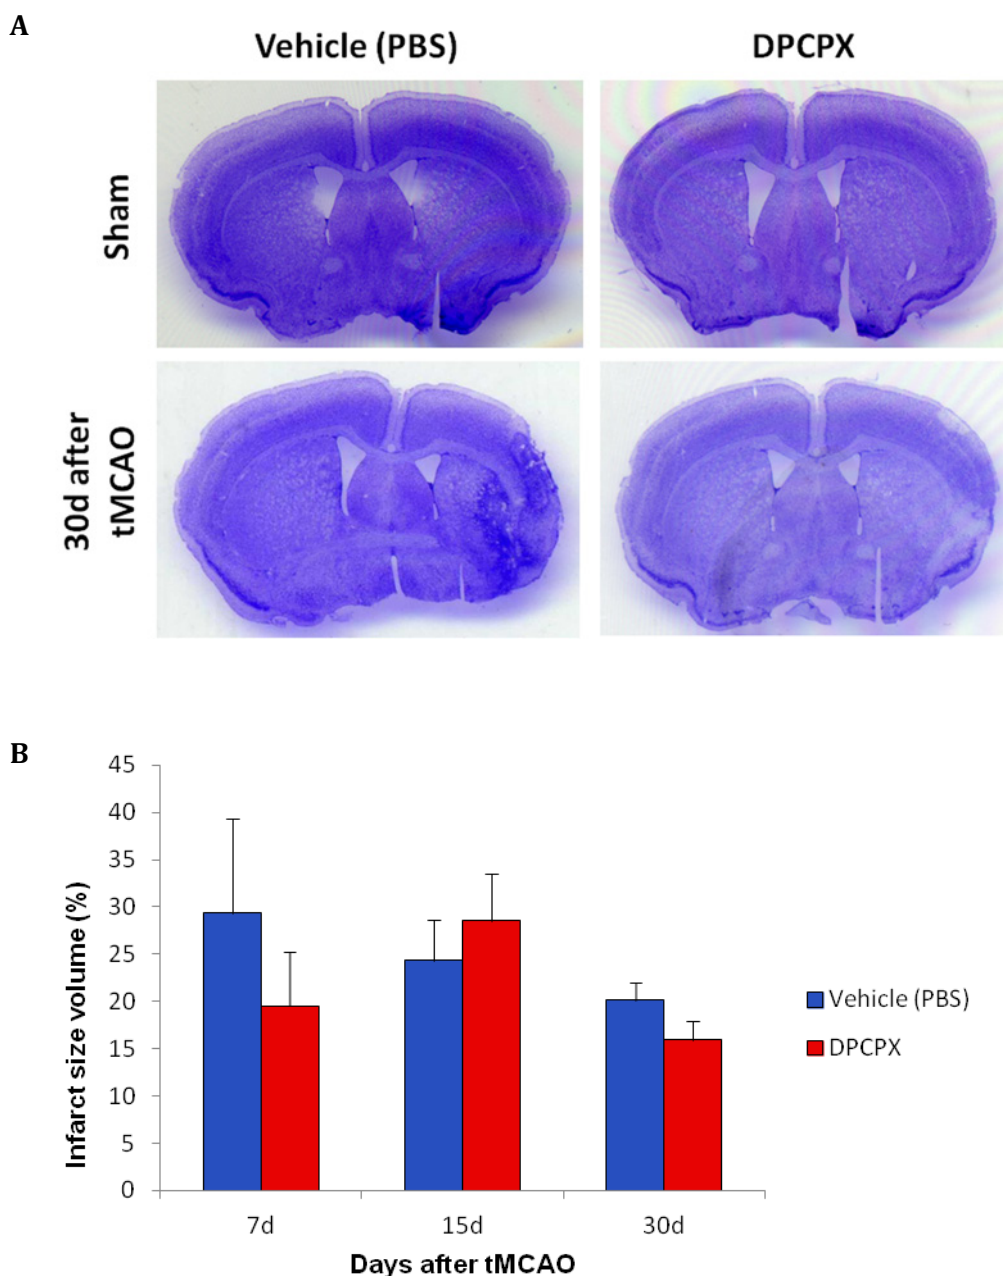 A
Vehicle (PBS)
DPCPX
Sham
30d after
tMCAO
B
45
40
35
30
25
20
15
10
5
0
Infarct size volume (%)
7d
15d
30d
Days after tMCAO
Vehicle (PBS)
DPCPX